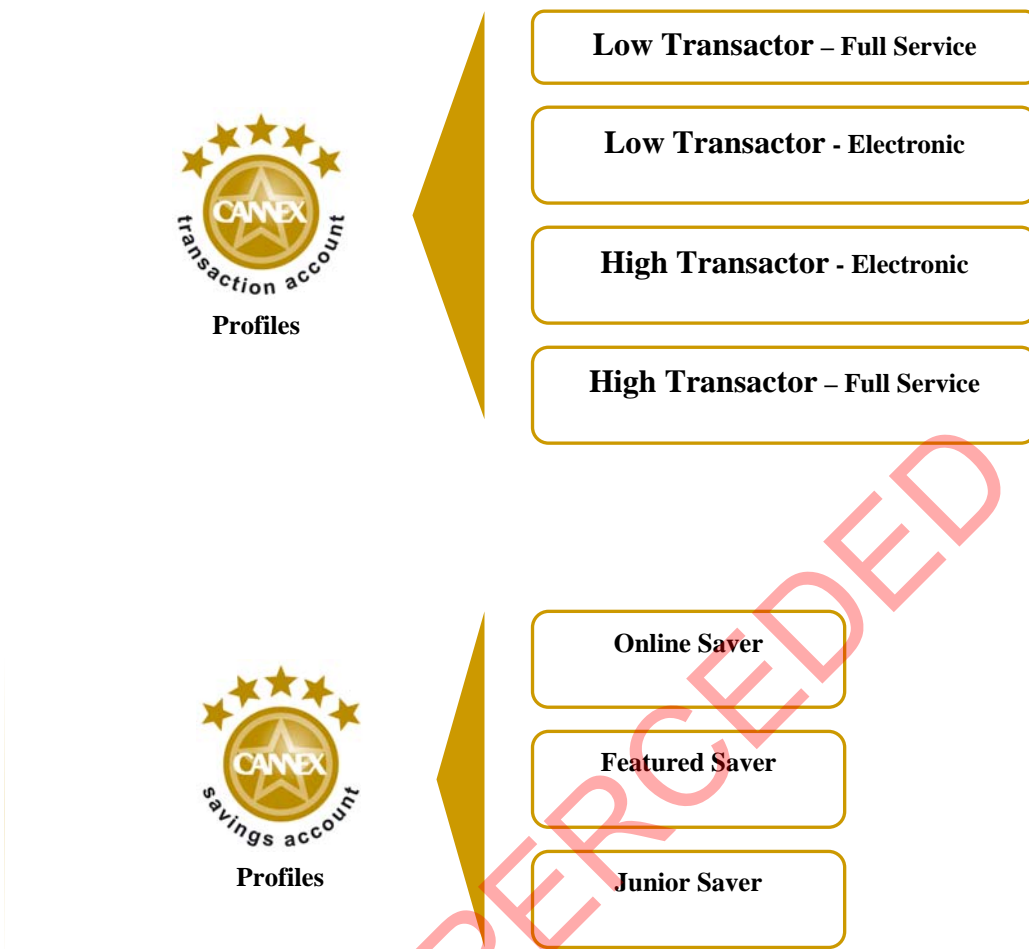 Low Transactor – Full Service
Low Transactor - Electronic
High Transactor - Electronic
High Transactor – Full Service
CANNEX
transaction account
Profiles
Online Saver
Featured Saver
Junior Saver
CANNEX
savings account
Profiles
PERCEDED